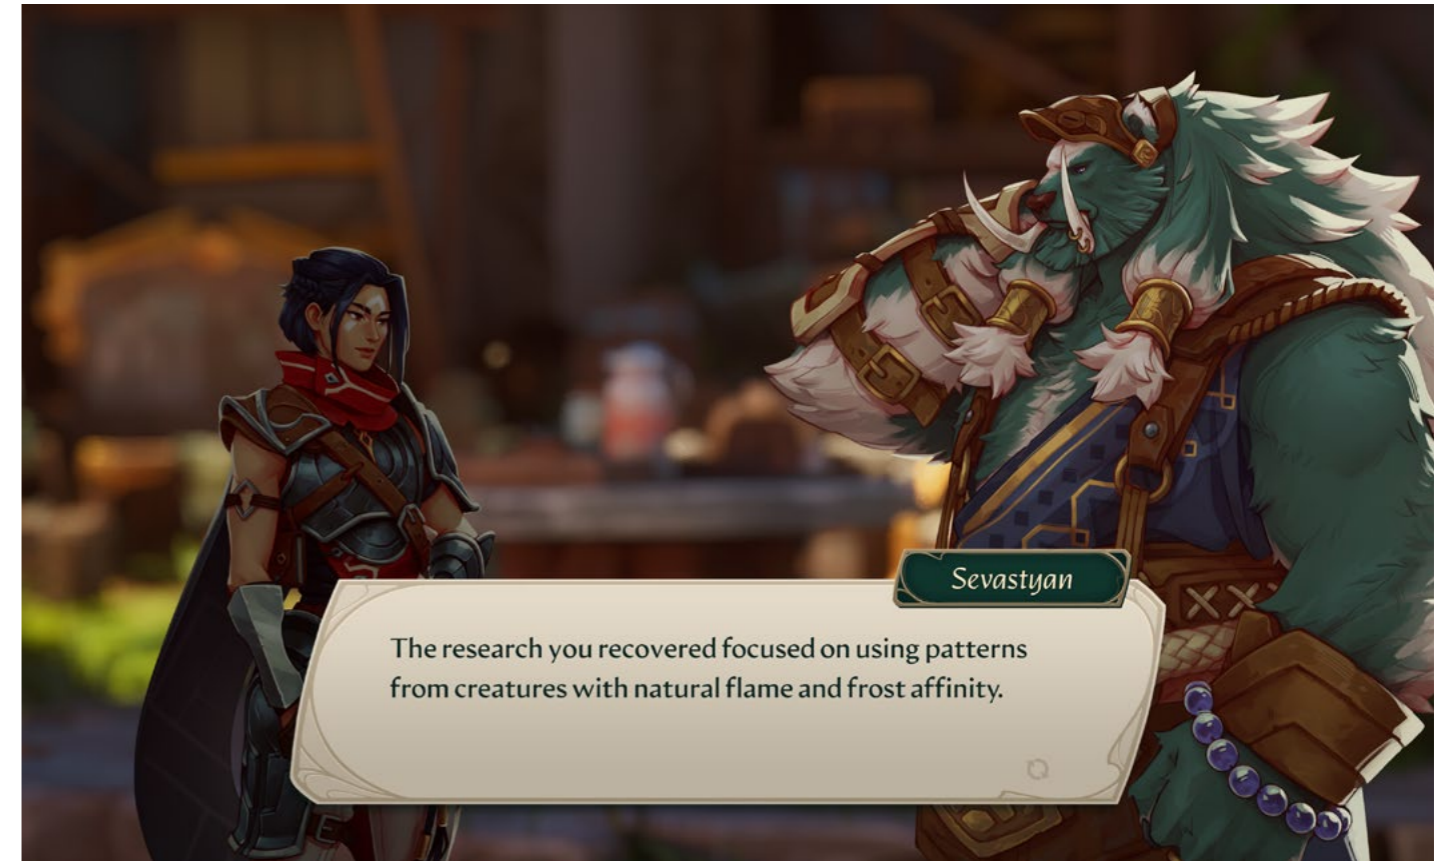 Sevastyan
The research you recovered focused on using patterns
from creatures with natural flame and frost affinity.